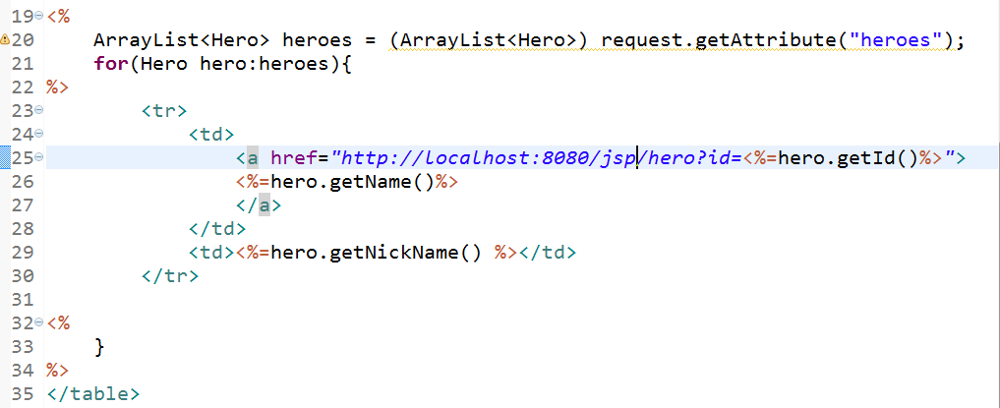 19 <%
20     ArrayList<Hero> heroes = (ArrayList<Hero>) request.getAttribute("heroes");
21     for(Hero hero:heroes){
22 %>
23         <tr>
24             <td>
25                 <a href="http://localhost:8080/jsp/hero?id=<%=hero.getId()%>">
26                 <%=hero.getName()%>
27                 </a>
28             </td>
29             <td><%=hero.getNickName() %></td>
30         </tr>
31
32 <%
33     }
34 %>
35 </table>